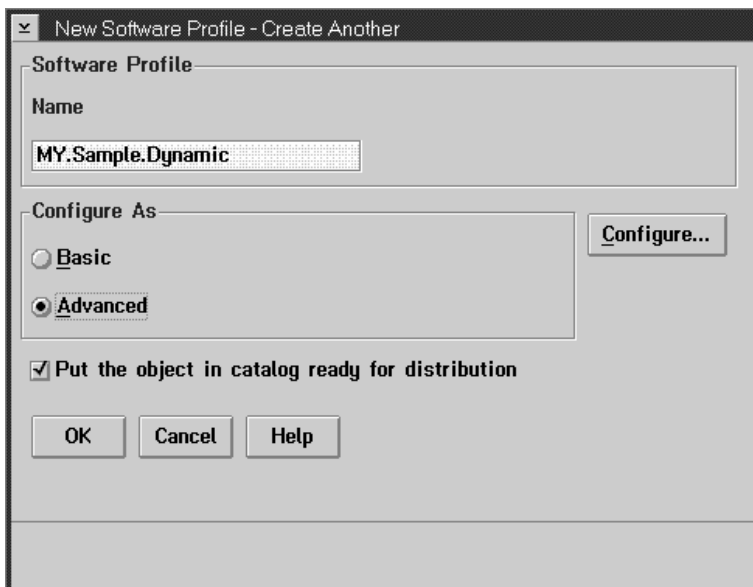 New Software Profile - Create Another
Software Profile
Name
MY.Sample.Dynamic
Configure As
Configure...
Basic
Advanced
Put the object in catalog ready for distribution
OK Cancel Help